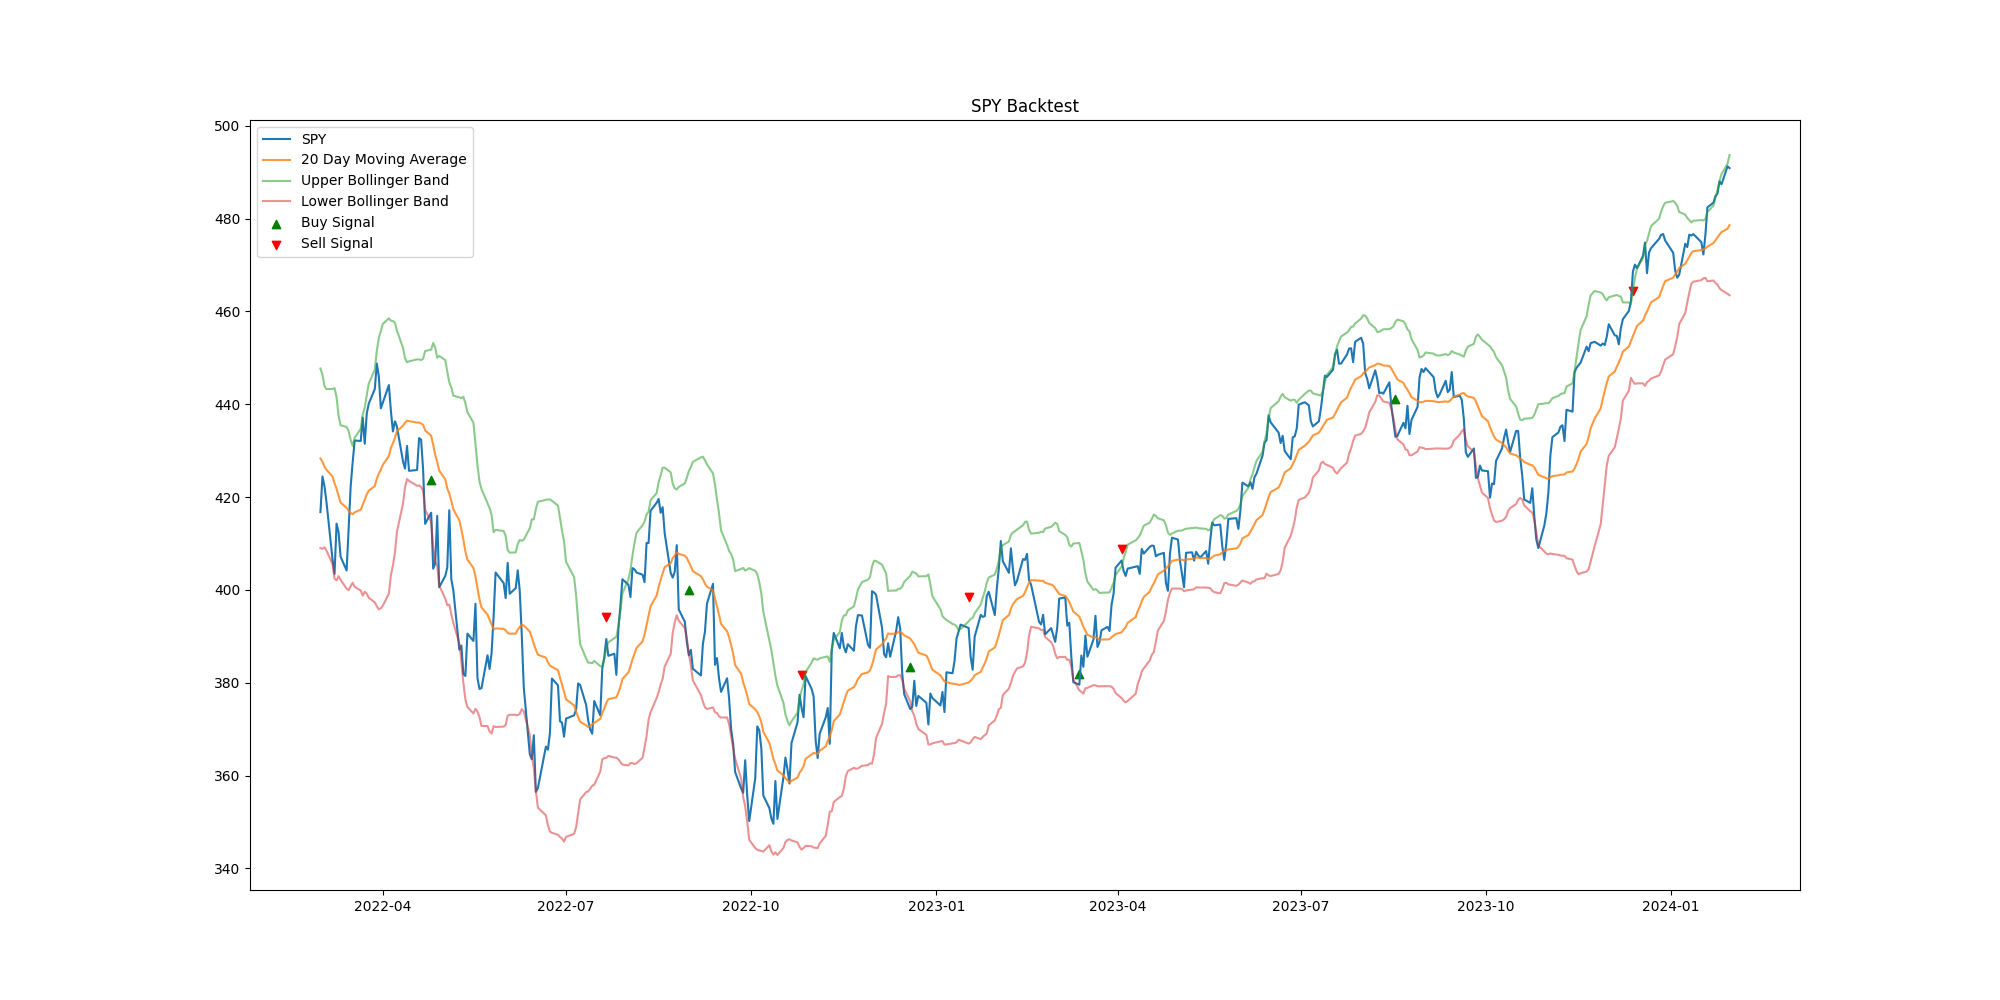 SPY Backtest
SPY
20 Day Moving Average
Upper Bollinger Band
Lower Bollinger Band
Buy Signal
Sell Signal
500
480
460
440
420
400
380
360
340
2022-04 2022-07 2022-10 2023-01 2023-04 2023-07 2023-10 2024-01